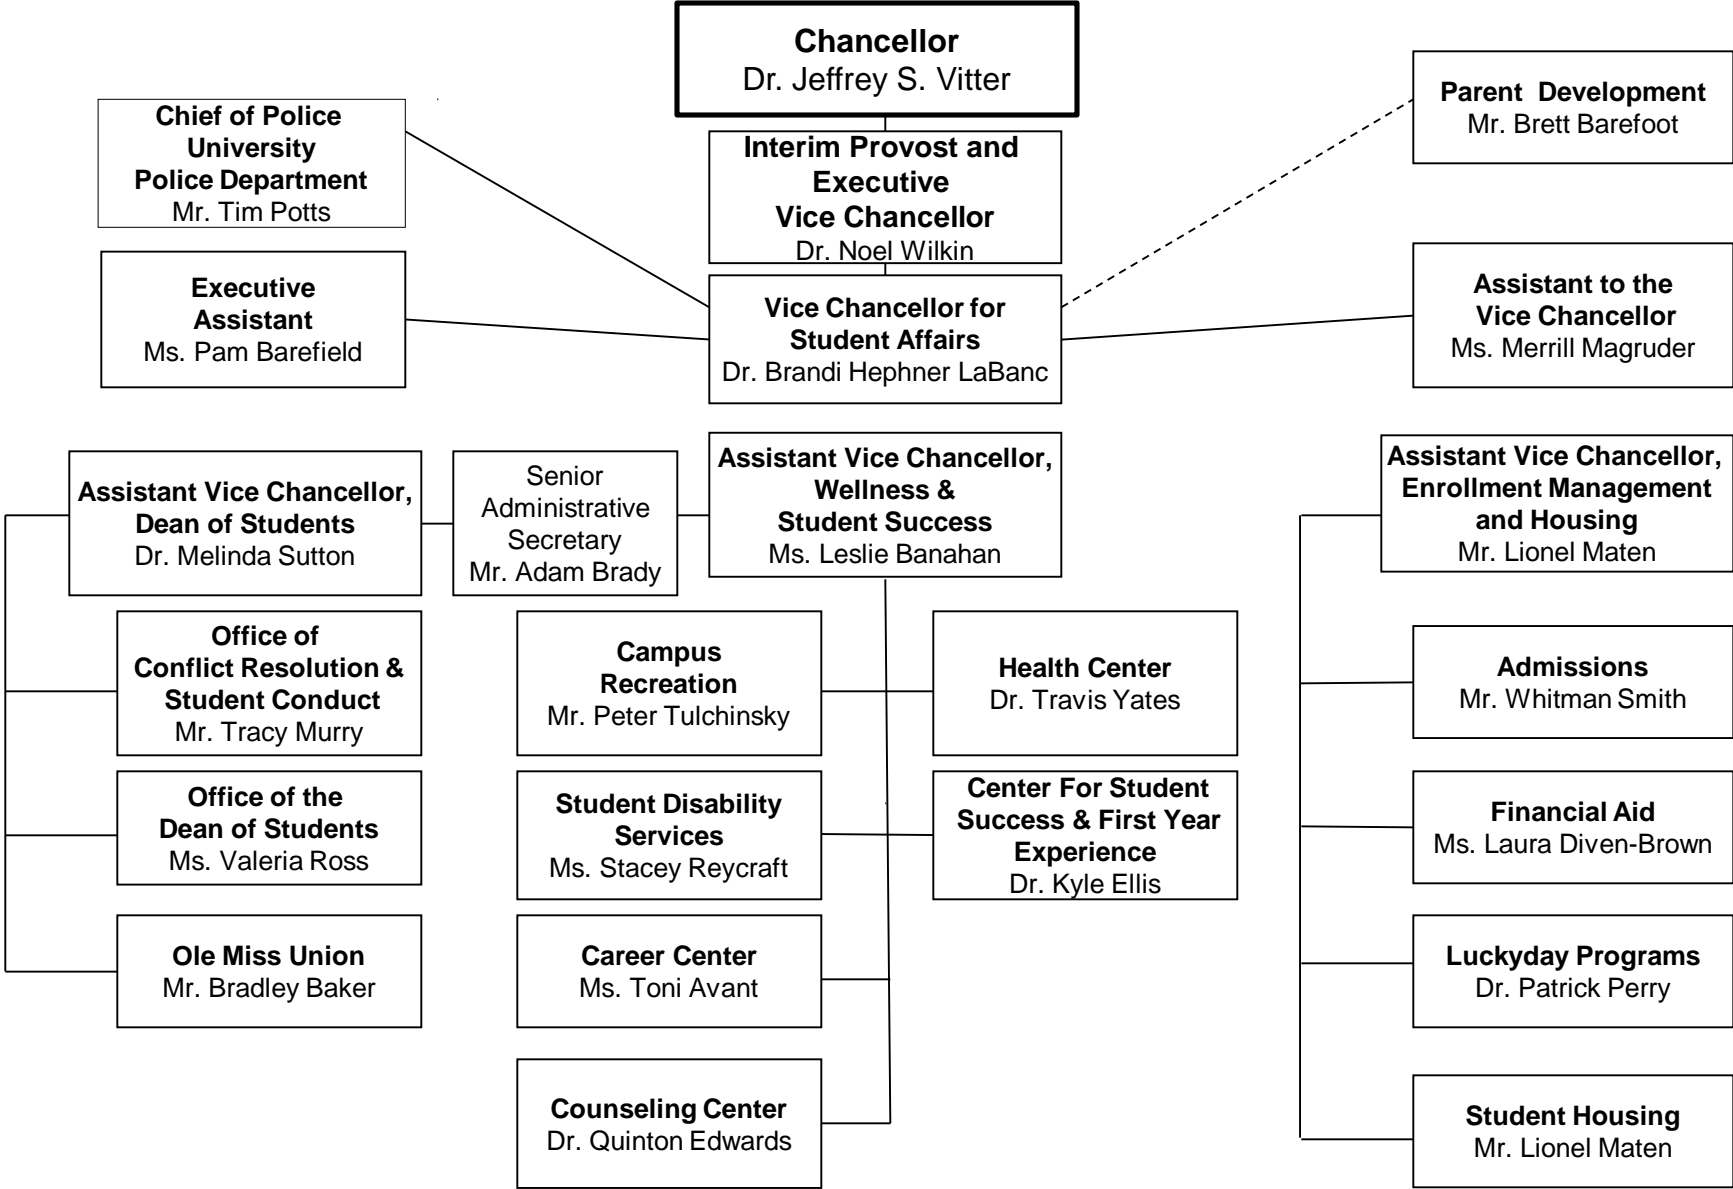 Chancellor
Dr. Jeffrey S. Vitter
Chief of Police
University
Police Department
Mr. Tim Potts
Interim Provost and
Executive
Vice Chancellor
Dr. Noel Wilkin
Parent Development
Mr. Brett Barefoot
Executive
Assistant
Ms. Pam Barefield
Vice Chancellor for
Student Affairs
Dr. Brandi Hephner LaBanc
Assistant to the
Vice Chancellor
Ms. Merrill Magruder
Assistant Vice Chancellor,
Dean of Students
Dr. Melinda Sutton
Senior
Administrative
Secretary
Mr. Adam Brady
Assistant Vice Chancellor,
Wellness &
Student Success
Ms. Leslie Banahan
Assistant Vice Chancellor,
Enrollment Management
and Housing
Mr. Lionel Maten
Office of
Conflict Resolution &
Student Conduct
Mr. Tracy Murry
Campus
Recreation
Mr. Peter Tulchinsky
Health Center
Dr. Travis Yates
Admissions
Mr. Whitman Smith
Office of the
Dean of Students
Ms. Valeria Ross
Student Disability
Services
Ms. Stacey Reycraft
Center For Student
Success & First Year
Experience
Dr. Kyle Ellis
Financial Aid
Ms. Laura Diven-Brown
Ole Miss Union
Mr. Bradley Baker
Career Center
Ms. Toni Avant
Luckyday Programs
Dr. Patrick Perry
Counseling Center
Dr. Quinton Edwards
Student Housing
Mr. Lionel Maten